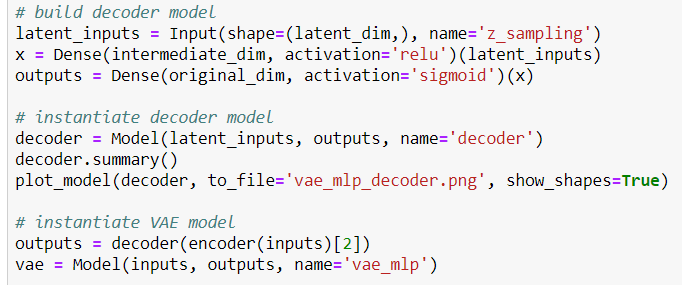 # build decoder model
latent_inputs = Input(shape=(latent_dim,), name='z_sampling')
x = Dense(intermediate_dim, activation='relu')(latent_inputs)
outputs = Dense(original_dim, activation='sigmoid')(x)

# instantiate decoder model
decoder = Model(latent_inputs, outputs, name='decoder')
decoder.summary()
plot_model(decoder, to_file='vae_mlp_decoder.png', show_shapes=True)

# instantiate VAE model
outputs = decoder(encoder(inputs)[2])
vae = Model(inputs, outputs, name='vae_mlp')